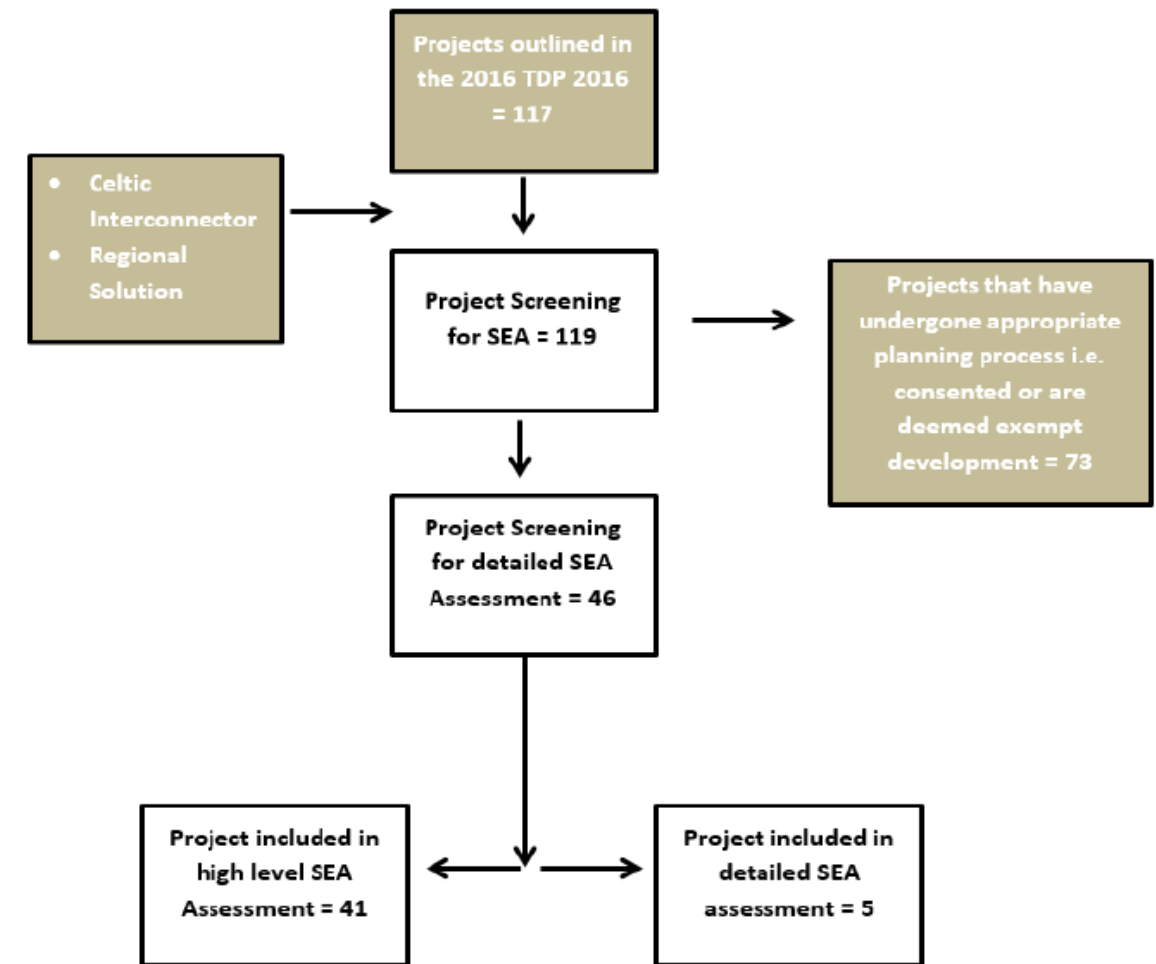 Projects outlined in
the 2016 TDP 2016
= 117
• Celtic
Interconnector
• Regional
Solution
Project Screening
for SEA = 119
Projects that have
undergone appropriate
planning process i.e.
consented or are
deemed exempt
development = 73
Project Screening
for detailed SEA
Assessment = 46
Project included in
high level SEA
Assessment = 41
Project included in
detailed SEA
assessment = 5